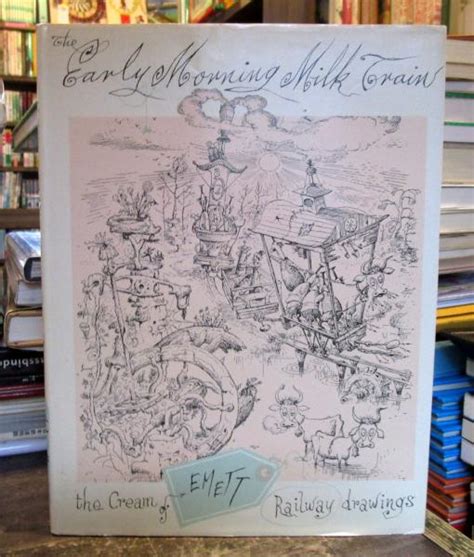 The
Early Morning Milk Train
EMETT
the Cream of Railway drawings